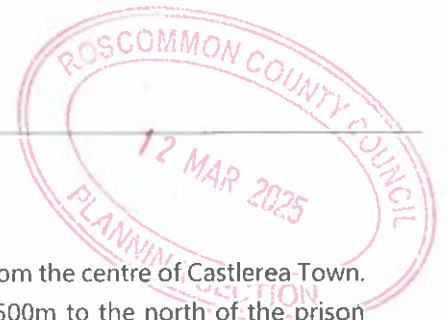 ROSCOMMON COUNTY COUNCIL
12 MAR 2025
PLANNING SECTION
om the centre of Castlerea Town.
500m to the north of the prison